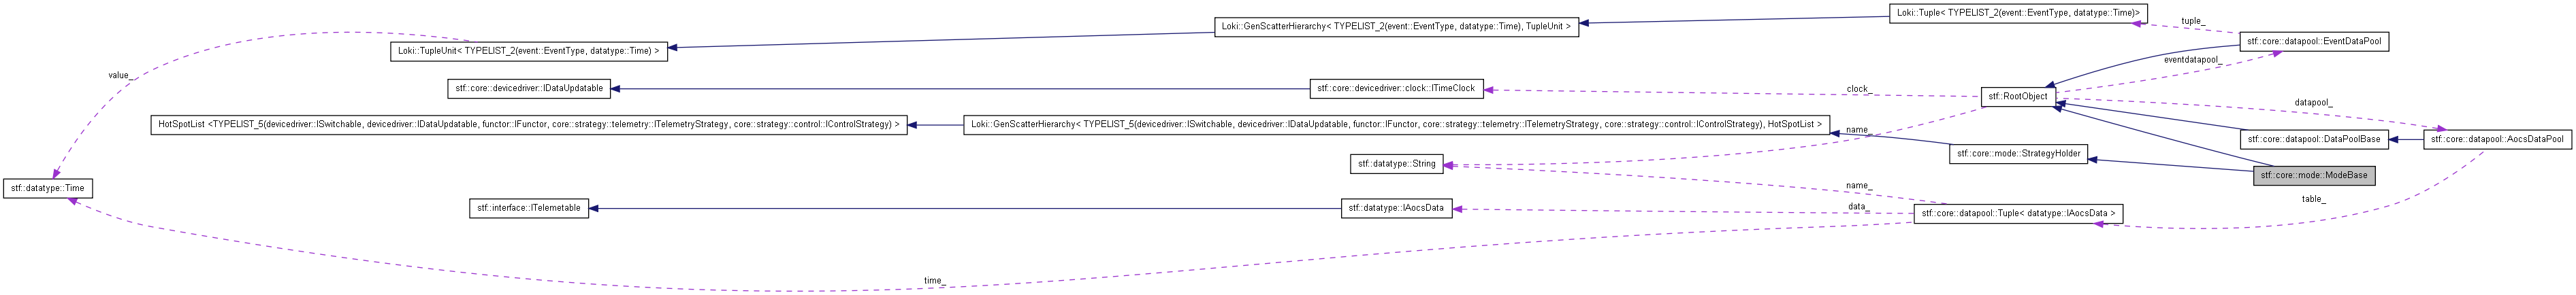 Loki::Tuple< TYPELIST_2(event::EventType, datatype::Time)>
tuple_
Loki::GenScatterHierarchy< TYPELIST_2(event::EventType, datatype::Time), TupleUnit >
stf::core::datapool::EventDataPool
Loki::TupleUnit< TYPELIST_2(event::EventType, datatype::Time) >
eventdatapool_
value_
stf::core::devicedriver::IDataUpdatable
stf::core::devicedriver::clock::ITimeClock
clock_
stf::RootObject
datapool_
HotSpotList <TYPELIST_5(devicedriver::ISwitchable, devicedriver::IDataUpdatable, functor::IFunctor, core::strategy::telemetry::ITelemetryStrategy, core::strategy::control::IControlStrategy) >
Loki::GenScatterHierarchy< TYPELIST_5(devicedriver::ISwitchable, devicedriver::IDataUpdatable, functor::IFunctor, core::strategy::telemetry::ITelemetryStrategy, core::strategy::control::IControlStrategy), HotSpotList >
name_
stf::core::datapool::DataPoolBase
stf::core::datapool::AocsDataPool
stf::core::mode::StrategyHolder
stf::datatype::String
stf::core::mode::ModeBase
stf::datatype::Time
name_
table_
stf::interface::ITelemetable
stf::datatype::IAocsData
data_
stf::core::datapool::Tuple< datatype::IAocsData >
time_